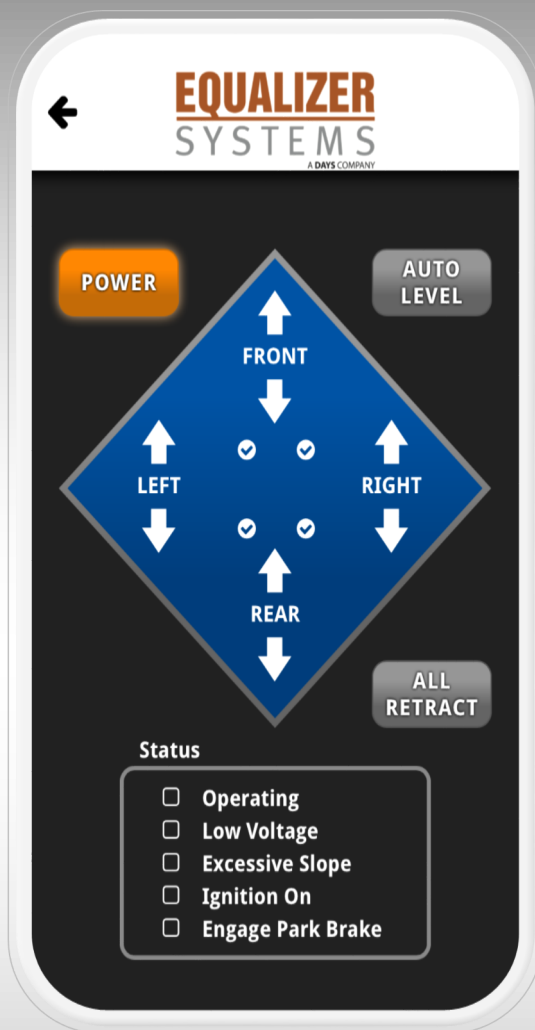 EQUALIZER
SYSTEMS
A DAYS COMPANY
POWER
AUTO
LEVEL
FRONT
LEFT
RIGHT
REAR
ALL
RETRACT
Status
Operating
Low Voltage
Excessive Slope
Ignition On
Engage Park Brake